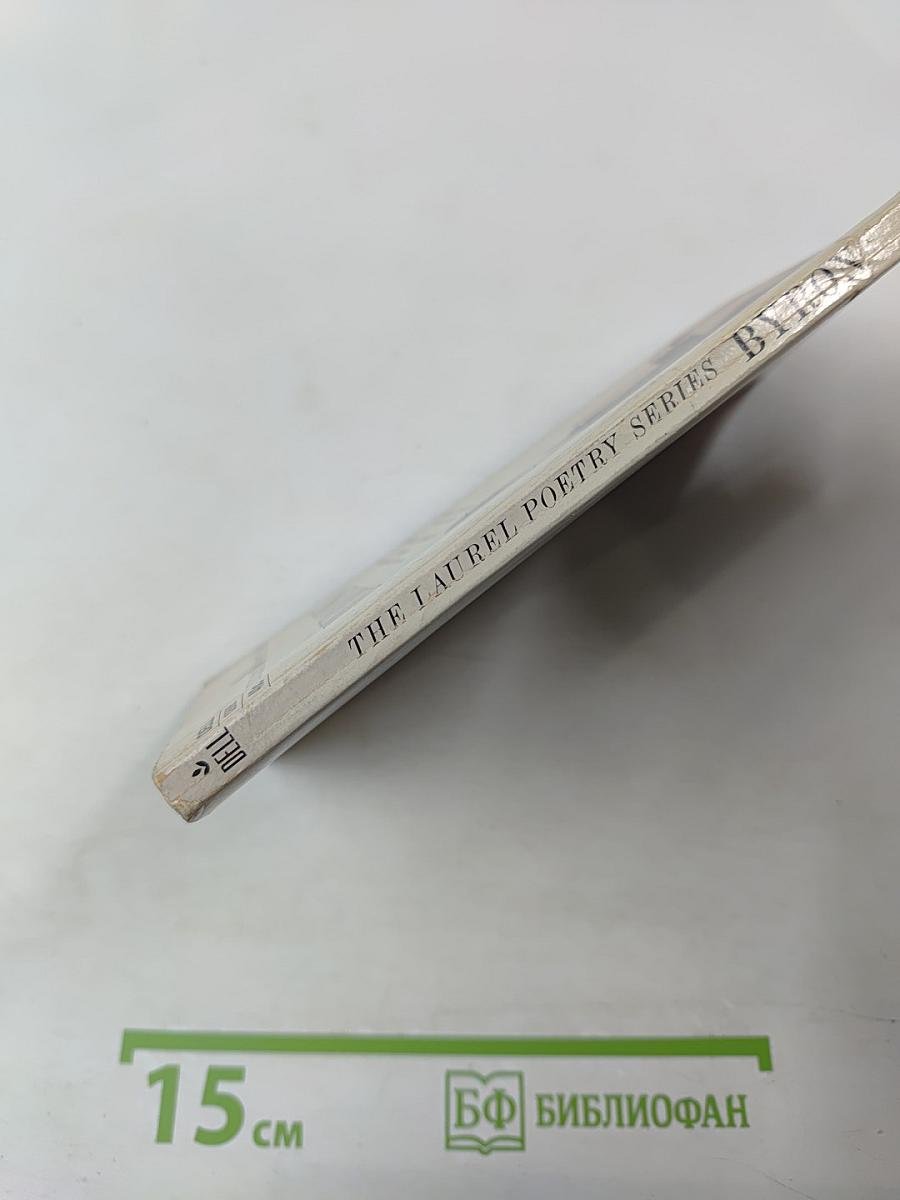 THE LAUREL POETRY SERIES BYRON
DELL
15 см
БФ БИБЛИОФАН